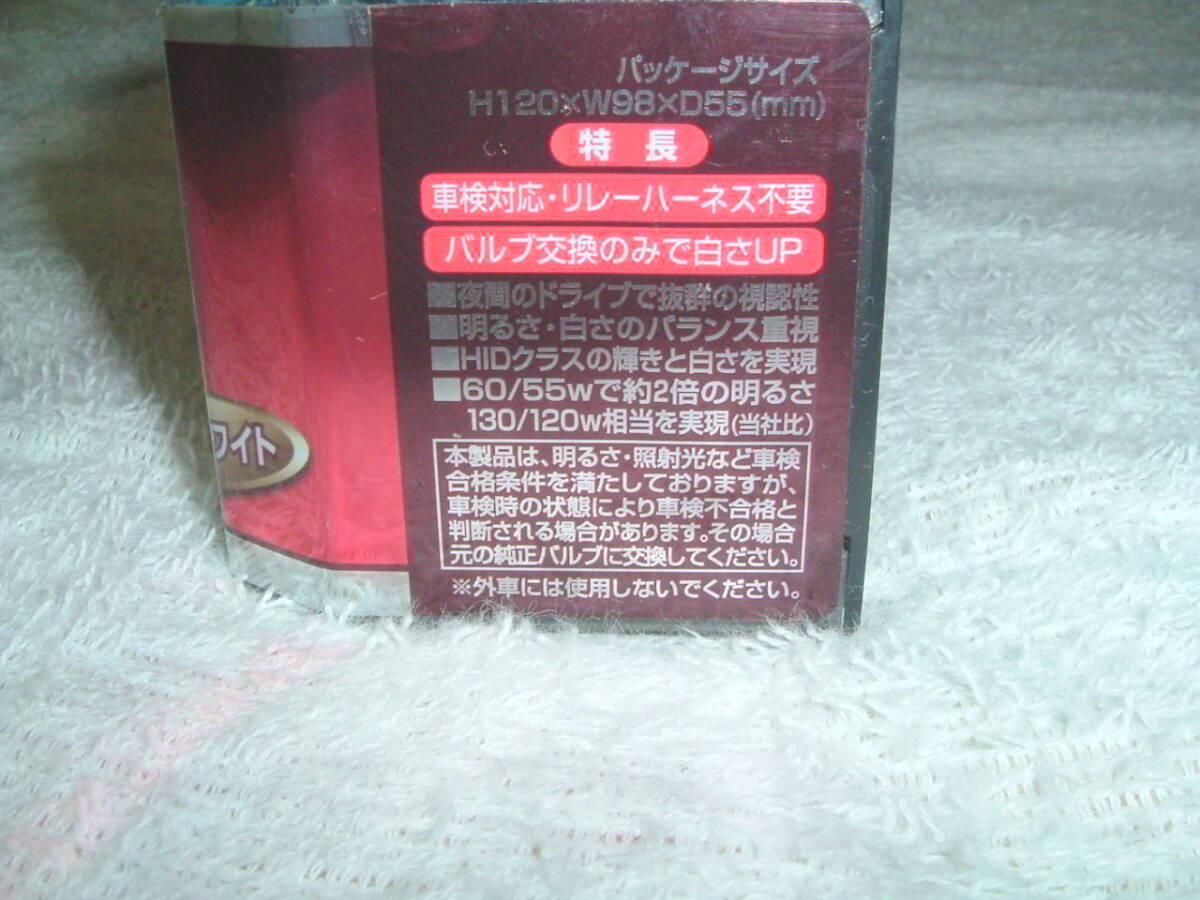 パッケージサイズ
H120×W98×D55(mm)
特長
車検対応・リレーハーネス不要
バルブ交換のみで白さUP
■夜間のドライブで抜群の視認性
■明るさ・白さのバランス重視
■HIDクラスの輝きと白さを実現
■60/55wで約2倍の明るさ
130/120w相当を実現(当社比)
本製品は、明るさ・照射光など車検
合格条件を満たしておりますが、
車検時の状態により車検不合格と
判断される場合があります。その場合
元の純正バルブに交換してください。
※外車には使用しないでください。
ワイト